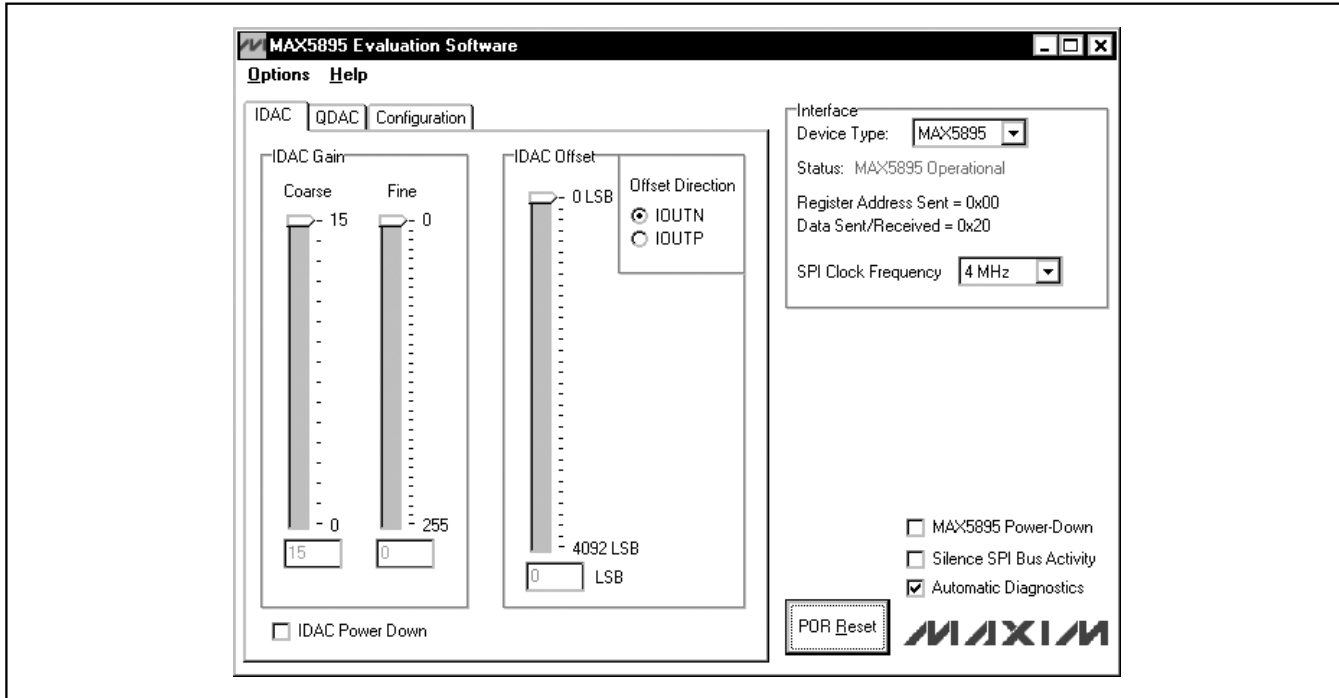 MAX5895 Evaluation Software
Options Help
IDAC QDAC Configuration
IDAC Gain
Coarse Fine
15 0
0 255
15 0
IDAC Offset
0 LSB
Offset Direction
IOUTN
IOUTP
4092 LSB
0 LSB
IDAC Power Down
Interface
Device Type: MAX5895
Status: MAX5895 Operational
Register Address Sent = 0x00
Data Sent/Received = 0x20
SPI Clock Frequency 4 MHz
MAX5895 Power-Down
Silence SPI Bus Activity
Automatic Diagnostics
POR Reset
MAXIM